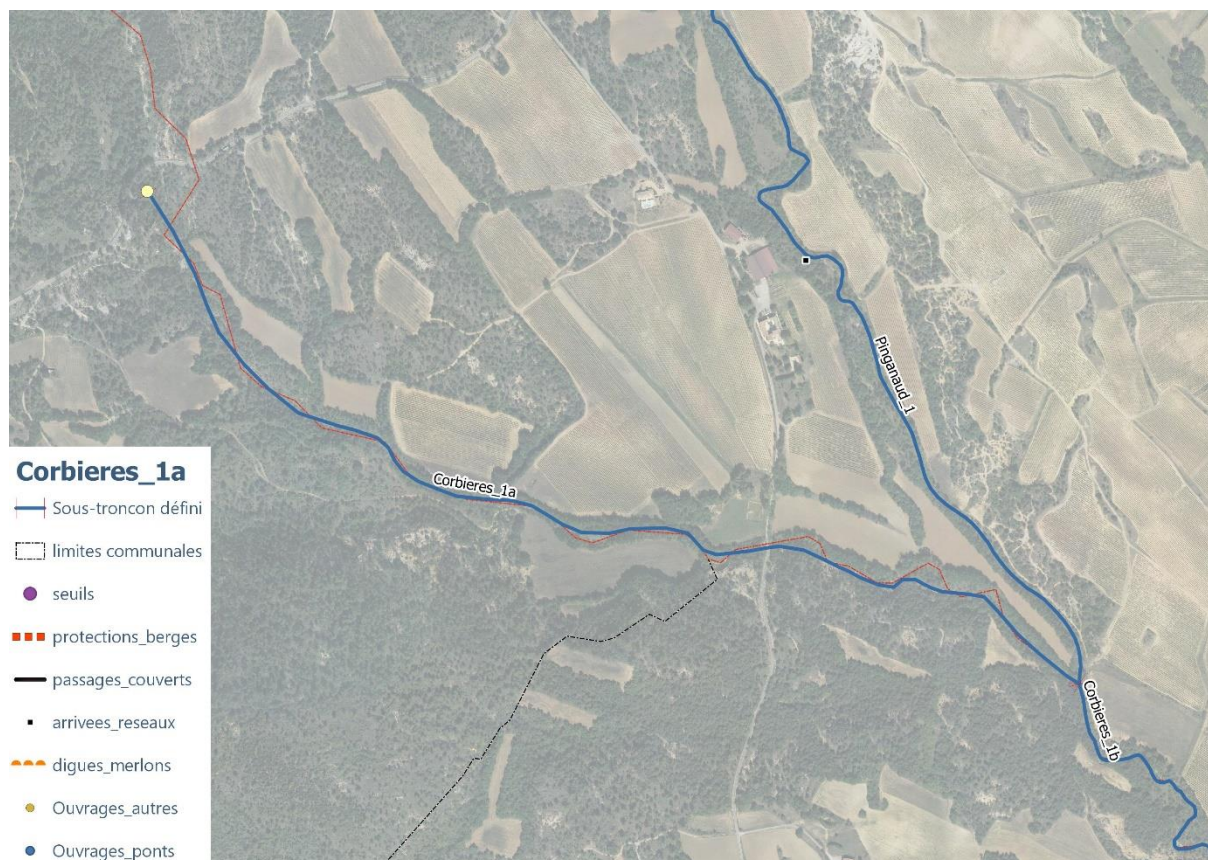 Pinganaud_1
Corbieres_1a
Corbieres_1b
Corbieres_1a
Sous-troncon défini
limites communales
seuils
protections_berges
passages_couverts
arrivees_reseaux
digues_merlons
Ouvrages_autres
Ouvrages_ponts